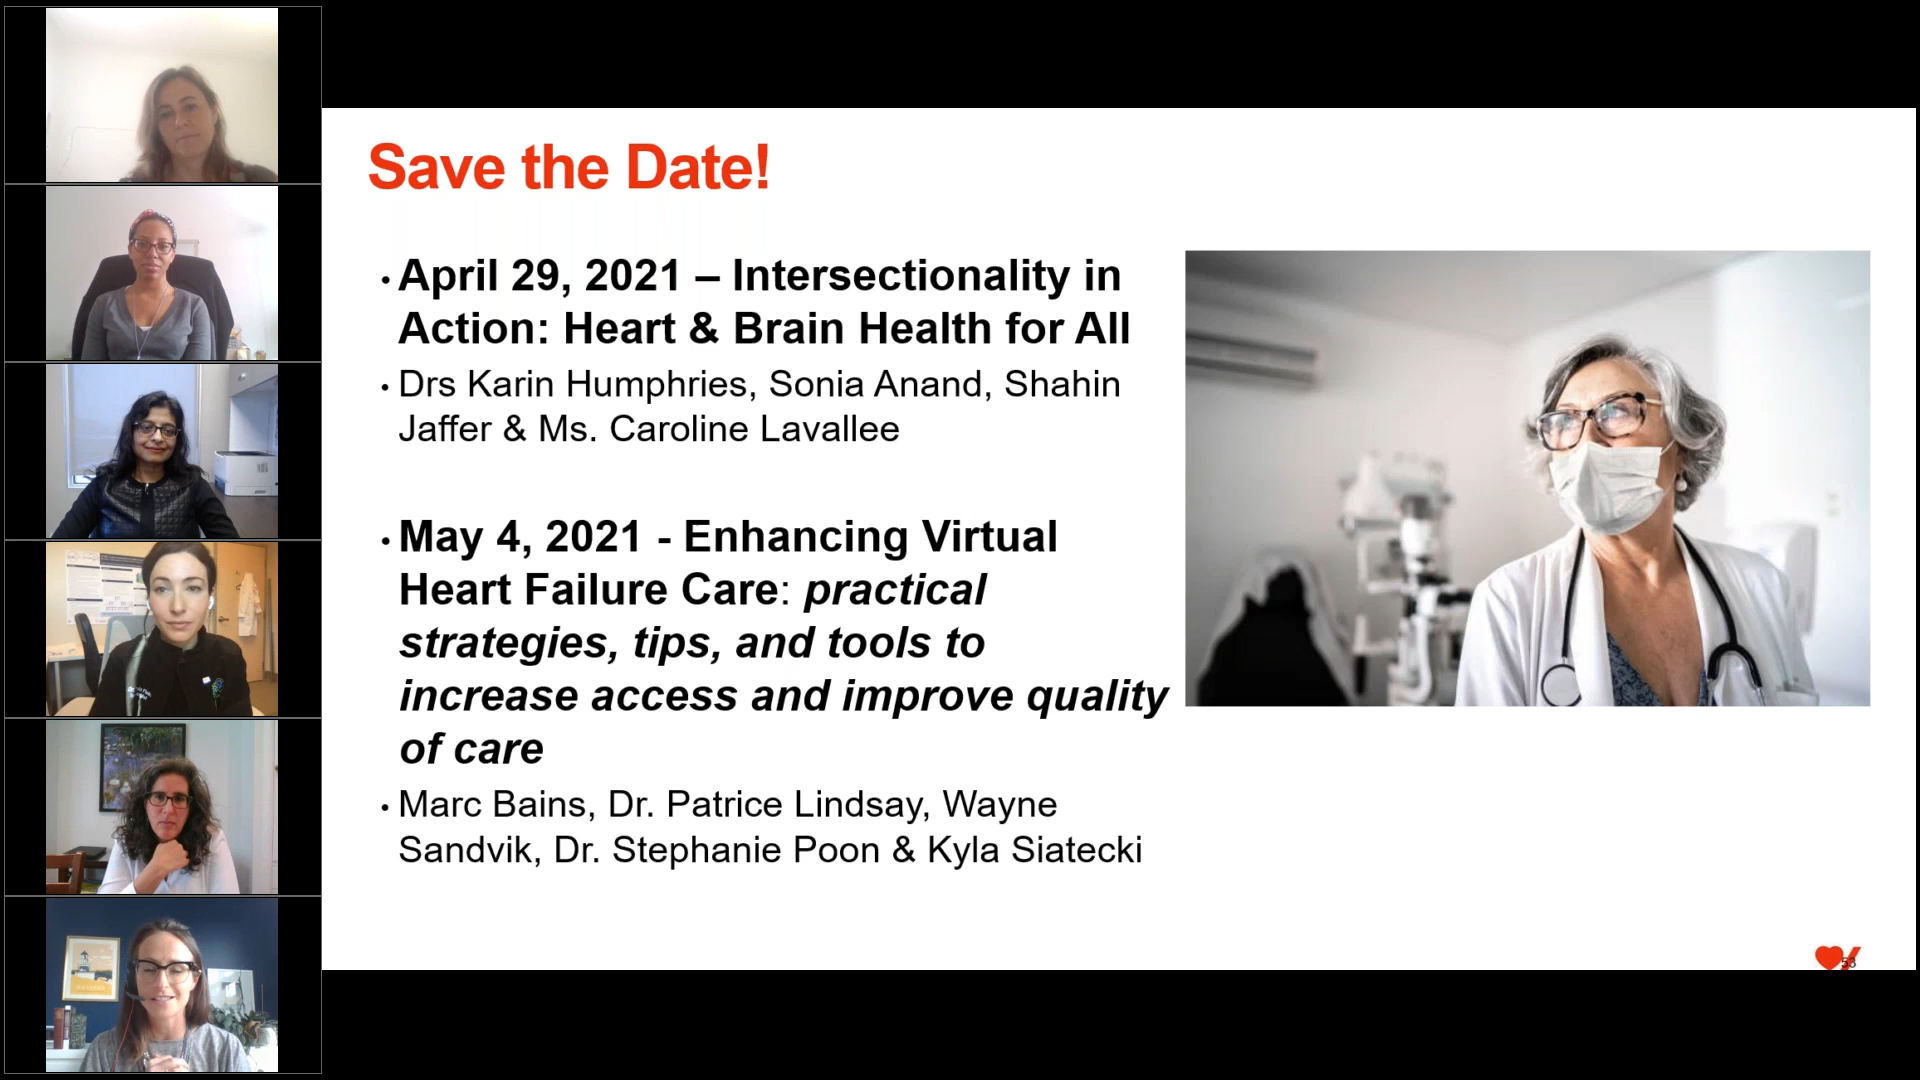 Save the Date!
• April 29, 2021 – Intersectionality in
Action: Heart & Brain Health for All
• Drs Karin Humphries, Sonia Anand, Shahin
Jaffer & Ms. Caroline Lavallee
• May 4, 2021 - Enhancing Virtual
Heart Failure Care: practical
strategies, tips, and tools to
increase access and improve quality
of care
• Marc Bains, Dr. Patrice Lindsay, Wayne
Sandvik, Dr. Stephanie Poon & Kyla Siatecki
53